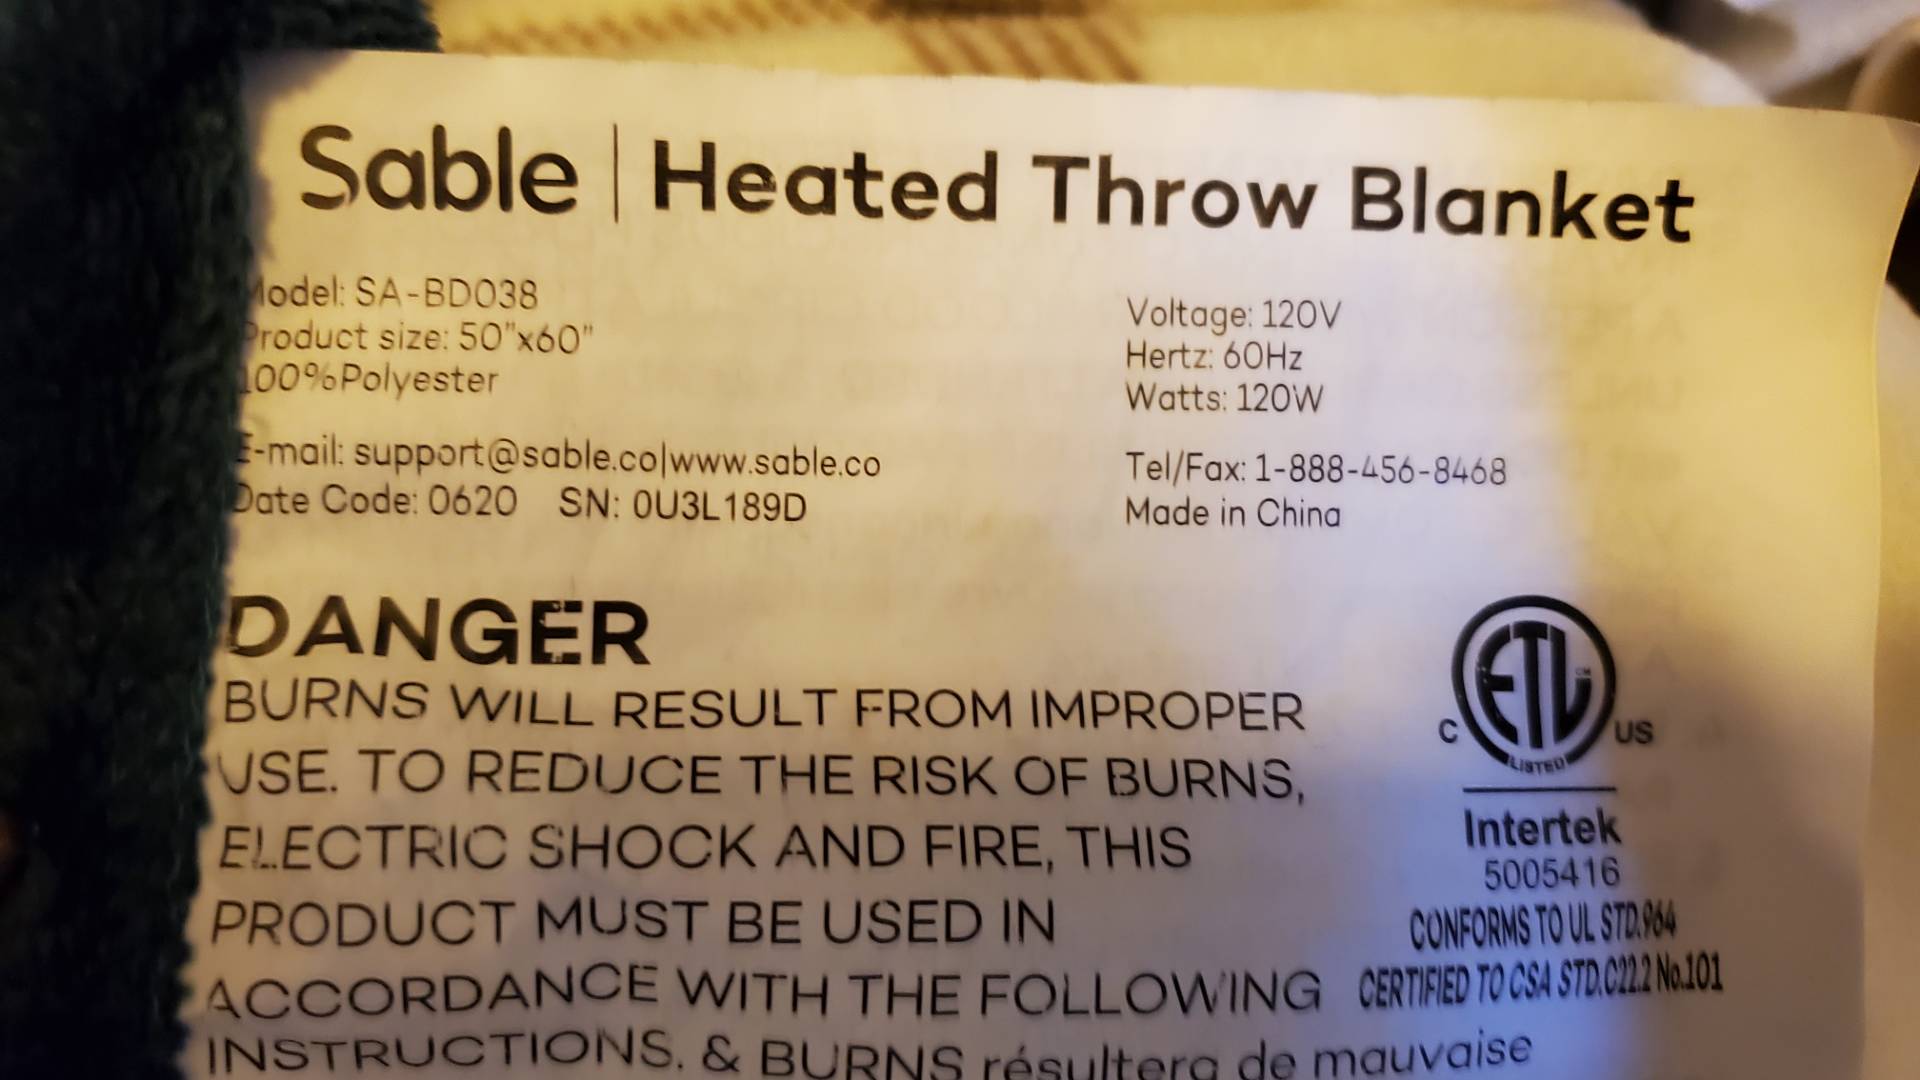 Sable | Heated Throw Blanket
Model: SA-BD038
Product size: 50"x60"
100%Polyester
Voltage: 120V
Hertz: 60Hz
Watts: 120W
E-mail: support@sable.co|www.sable.co
Date Code: 0620 SN: 0U3L189D
Tel/Fax: 1-888-456-8468
Made in China
DANGER
BURNS WILL RESULT FROM IMPROPER
USE. TO REDUCE THE RISK OF BURNS,
ELECTRIC SHOCK AND FIRE, THIS
PRODUCT MUST BE USED IN
ACCORDANCE WITH THE FOLLOWING
INSTRUCTIONS. & BURNS résultera de mauvaise
ETL
C US
LISTED
Intertek
5005416
CONFORMS TO UL STD.964
CERTIFIED TO CSA STD.C22.2 No.101